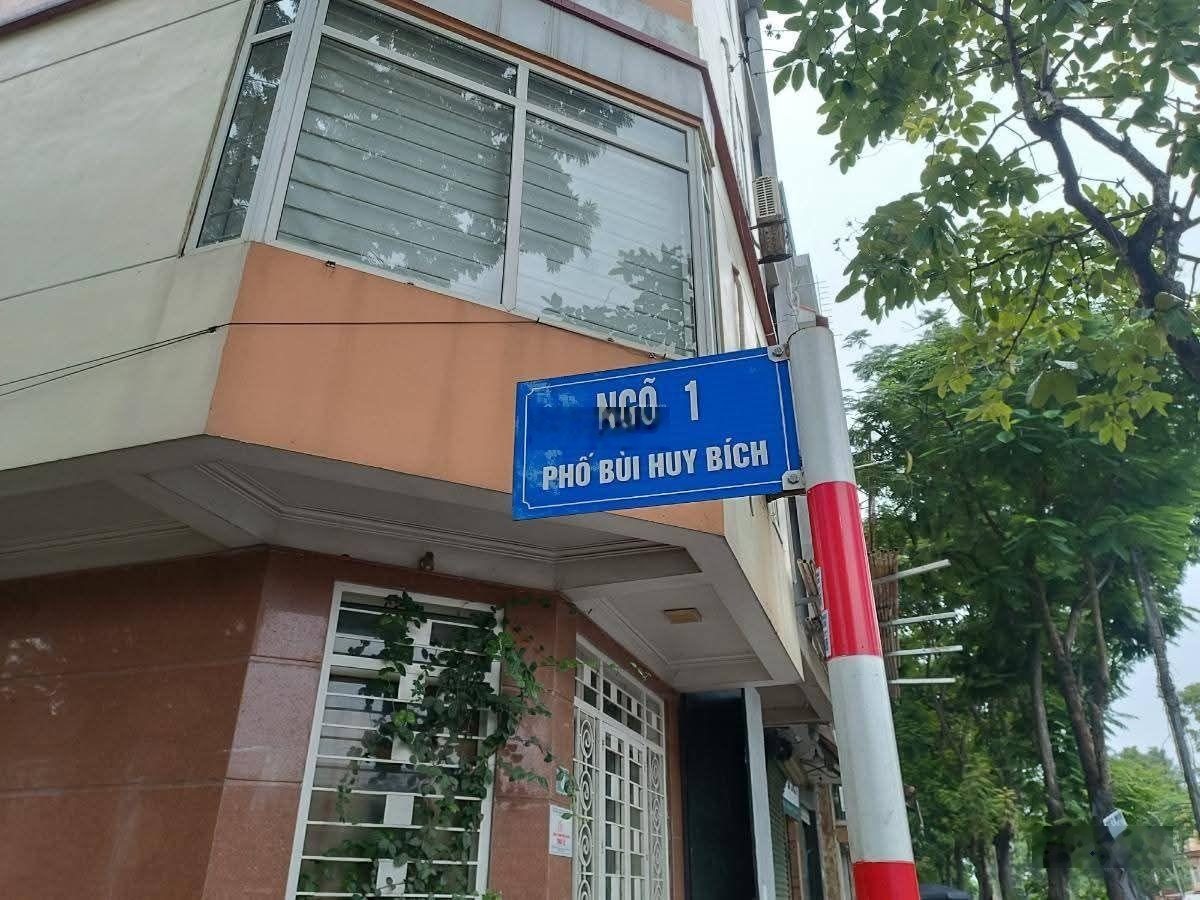 NGÕ 1
PHỐ BÙI HUY BÍCH